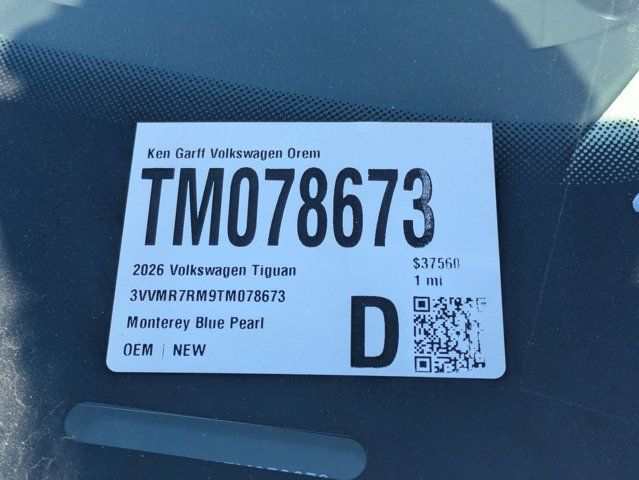 Ken Garff Volkswagen Orem
TM078673
2026 Volkswagen Tiguan
$37560
3VVMR7RM9TM078673
1 mi
Monterey Blue Pearl
OEM | NEW
D